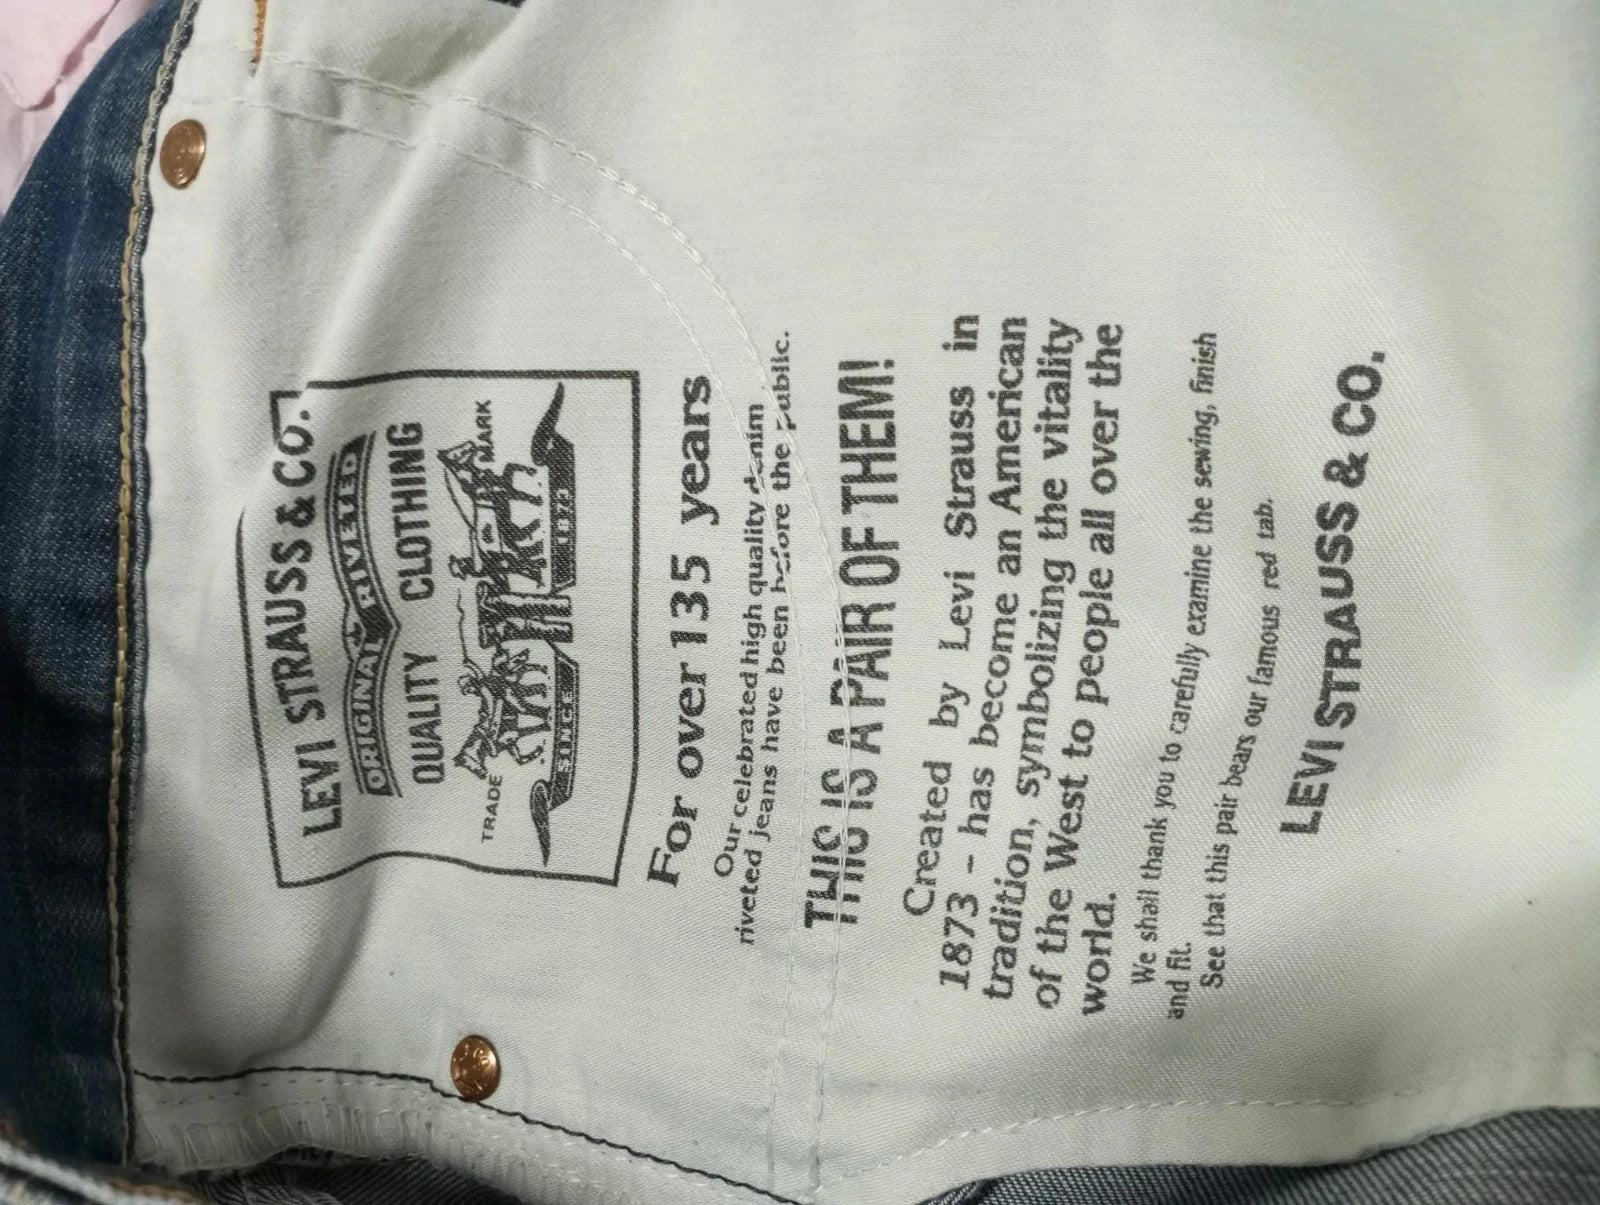 LEVI STRAUSS & CO.
ORIGINAL RIVETED
QUALITY CLOTHING
TRADE MARK
SINCE 1873
For over 135 years
Our celebrated high quality denim
riveted jeans have been before the public.
THIS IS A PAIR OF THEM!
Created by Levi Strauss in
1873 – has become an American
tradition, symbolizing the vitality
of the West to people all over the
world.
We shall thank you to carefully examine the sewing, finish
and fit.
See that this pair bears our famous red tab.
LEVI STRAUSS & CO.